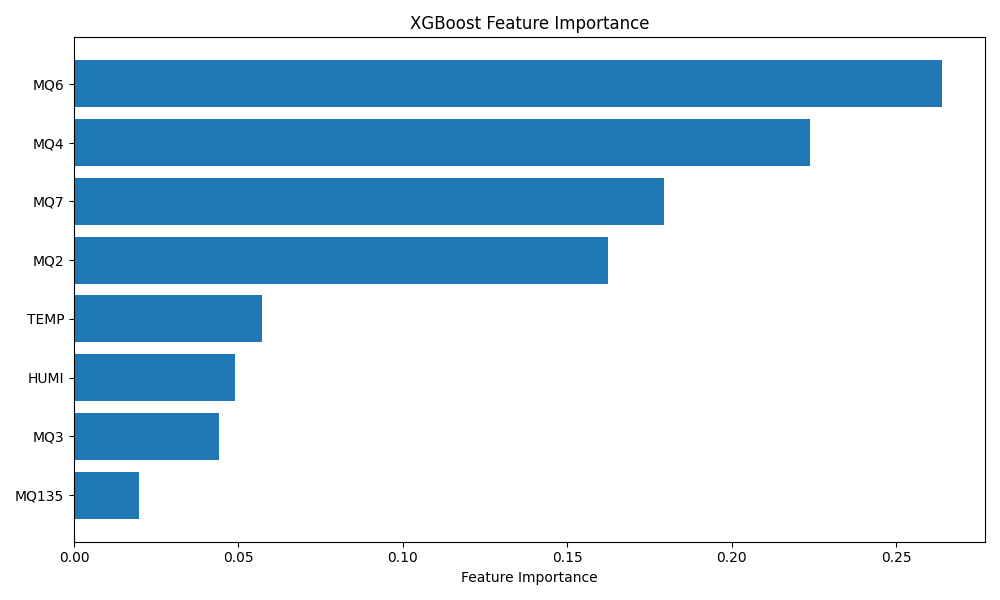 XGBoost Feature Importance
MQ6
MQ4
MQ7
MQ2
TEMP
HUMI
MQ3
MQ135
0.00 0.05 0.10 0.15 0.20 0.25
Feature Importance